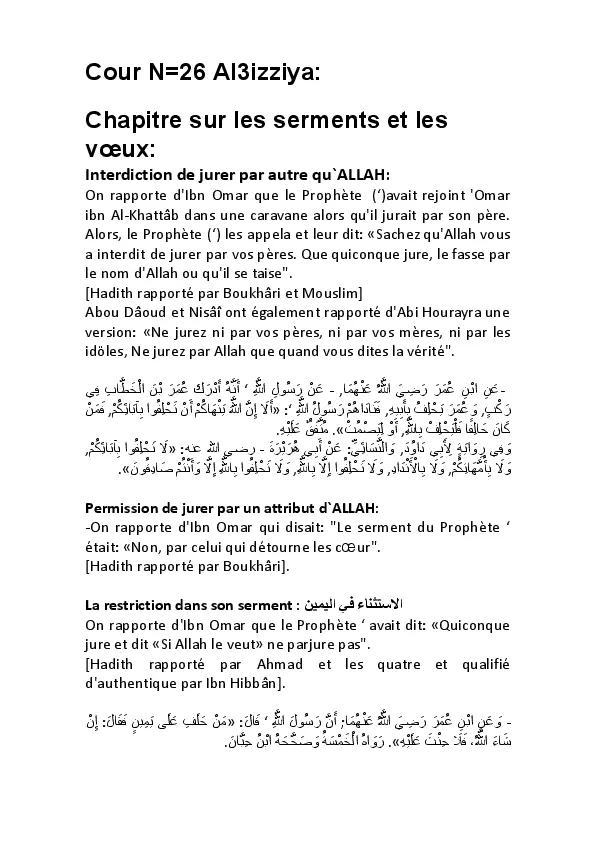 Cour N=26 Al3izziya:
Chapitre sur les serments et les
vœux:
Interdiction de jurer par autre qu`ALLAH:
On rapporte d'Ibn Omar que le Prophète (‘)avait rejoint 'Omar
ibn Al-Khattâb dans une caravane alors qu'il jurait par son père.
Alors, le Prophète (‘) les appela et leur dit: «Sachez qu'Allah vous
a interdit de jurer par vos pères. Que quiconque jure, le fasse par
le nom d'Allah ou qu'il se taise".
[Hadith rapporté par Boukhâri et Mouslim]
Abou Dâoud et Nisâî ont également rapporté d'Abi Hourayra une
version: «Ne jurez ni par vos pères, ni par vos mères, ni par les
idöles, Ne jurez par Allah que quand vous dites la vérité".
-عَنِ ابْنِ عُمَرَ رَضِيَ اللَّهُ عَنْهُمَا, - عَنْ رَسُولِ اللَّهِ ‘ أَنَّهُ أَدْرَكَ عُمَرَ بْنَ الْخَطَّابِ فِي
رَكْبٍ, وَعُمَرَ يَحْلِفُ بِأَبِيهِ, فَنَادَاهُمْ رَسُولُ اللَّهِ ‘: «أَلَا إِنَّ اللَّهَ يَنْهَاكُمْ أَنْ تَحْلِفُوا بِآبَائِكُمْ, فَمَنْ
كَانَ حَالِفًا فَلْيَحْلِفْ بِاللَّهِ, أَوْ لِيَصْمُتْ». مُتَّفَقٌ عَلَيْهِ.
وَفِي رِوَايَةٍ لِأَبِي دَاوُدَ, وَالنَّسَائِيِّ: عَنْ أَبِي هُرَيْرَةَ - رضى الله عنه: «لَا تَحْلِفُوا بِآبَائِكُمْ,
وَلَا بِأُمَّهَاتِكُمْ, وَلَا بِالْأَنْدَادِ, وَلَا تَحْلِفُوا إِلَّا بِاللَّهِ, وَلَا تَحْلِفُوا بِاللَّهِ إِلَّا وَأَنْتُمْ صَادِقُونَ».
Permission de jurer par un attribut d`ALLAH:
-On rapporte d'Ibn Omar qui disait: "Le serment du Prophète ‘
était: «Non, par celui qui détourne les cœur".
[Hadith rapporté par Boukhâri].
La restriction dans son serment : الاستثناء في اليمين
On rapporte d'Ibn Omar que le Prophète ‘ avait dit: «Quiconque
jure et dit «Si Allah le veut» ne parjure pas".
[Hadith rapporté par Ahmad et les quatre et qualifié
d'authentique par Ibn Hibbân].
- وَعَنِ ابْنِ عُمَرَ رَضِيَ اللَّهُ عَنْهُمَا; أَنَّ رَسُولَ اللَّهِ ‘ قَالَ: «مَنْ حَلَفِ عَلَى يَمِينٍ فَقَالَ: إِنْ
شَاءَ اللَّهُ, فَلَا حِنْثَ عَلَيْهِ». رَوَاهُ الْخَمْسَةُ وَصَحَّحَهُ ابْنُ حِبَّانَ.